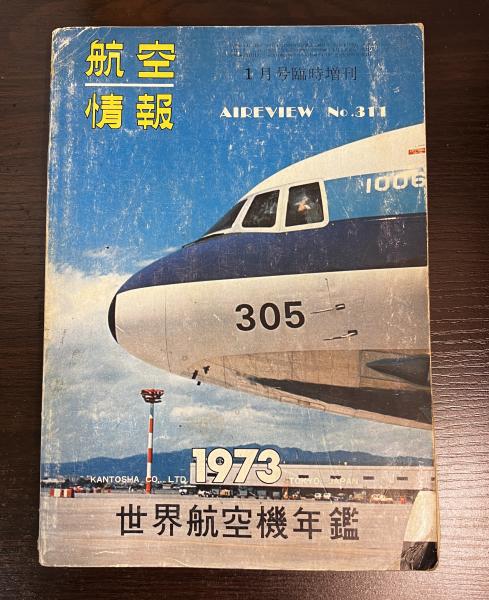 航空
情報
1月号臨時増刊
AIREVIEW No.311
1006
305
1973
KANTOSHA CO., LTD. TOKYO, JAPAN
世界航空機年鑑